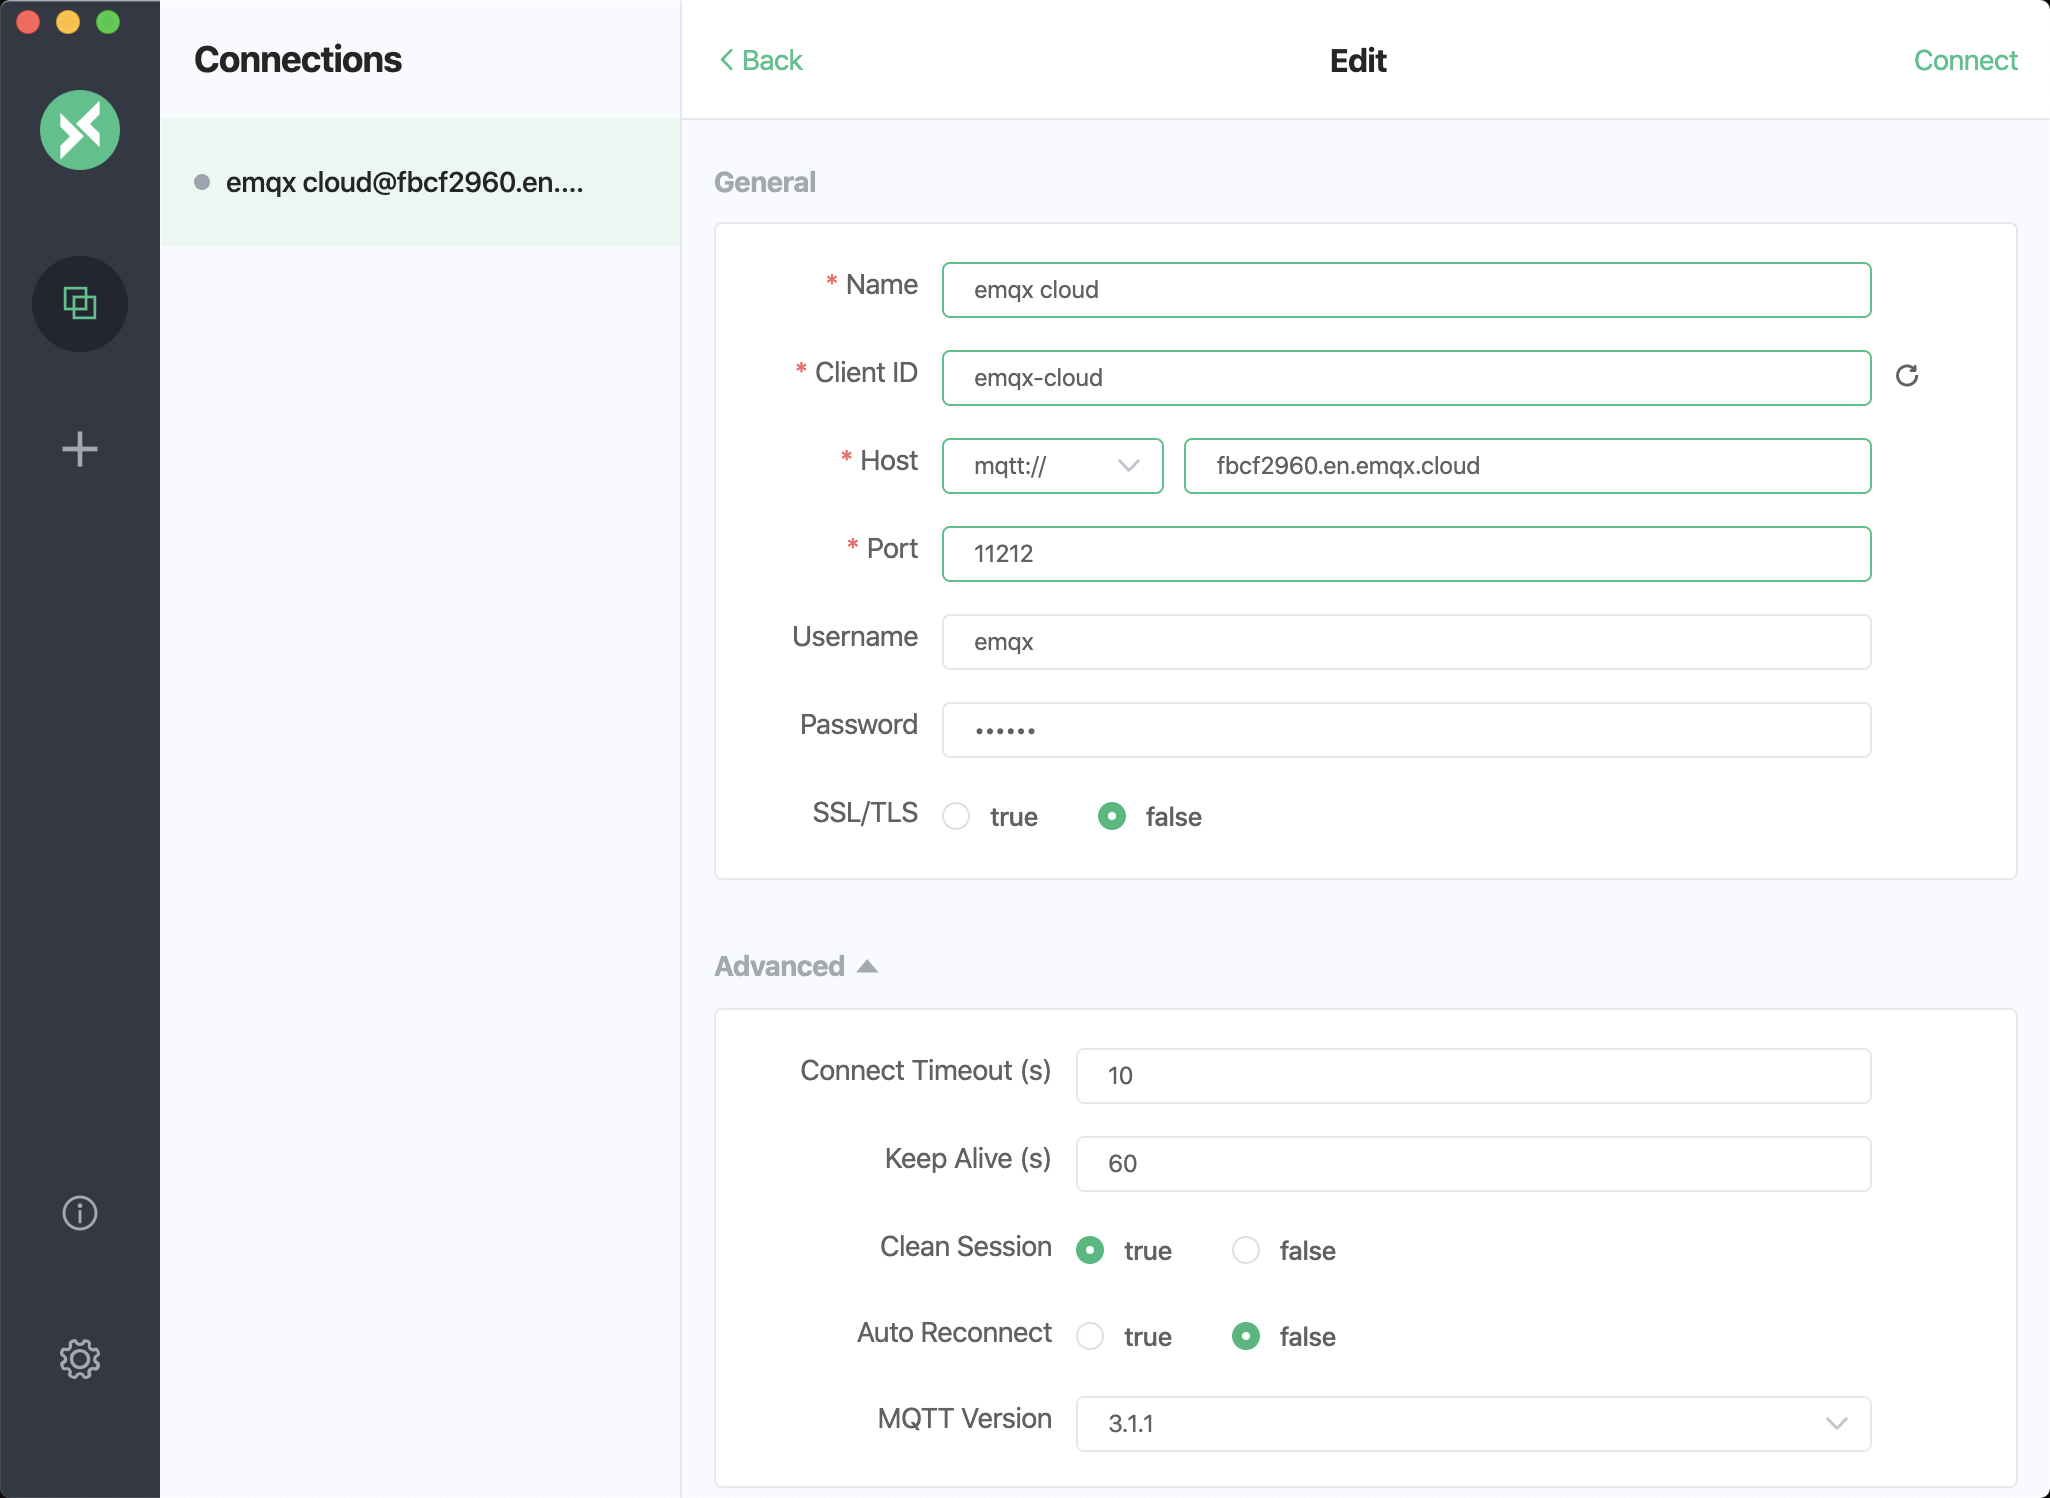 Connections
emqx cloud@fbcf2960.en....
Back
Edit
Connect
General
* Name
emqx cloud
* Client ID
emqx-cloud
* Host
mqtt://
fbcf2960.en.emqx.cloud
* Port
11212
Username
emqx
Password
••••••
SSL/TLS
true
false
Advanced
Connect Timeout (s)
10
Keep Alive (s)
60
Clean Session
true
false
Auto Reconnect
true
false
MQTT Version
3.1.1